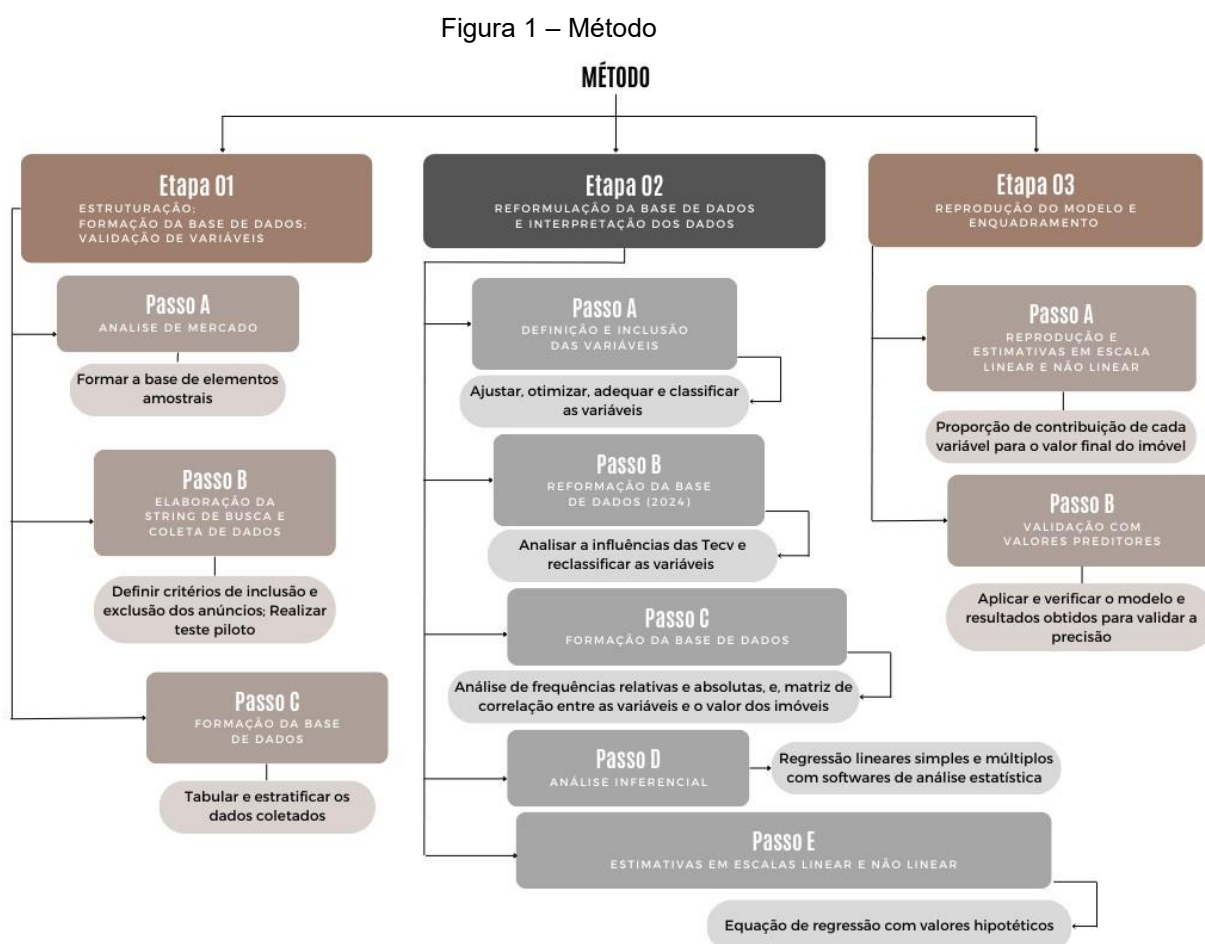 Figura 1 – Método
MÉTODO
Etapa 01
ESTRUTURAÇÃO;
FORMAÇÃO DA BASE DE DADOS;
VALIDAÇÃO DE VARIÁVEIS
Passo A
ANALISE DE MERCADO
Formar a base de elementos
amostrais
Passo B
ELABORAÇÃO DA
STRING DE BUSCA E
COLETA DE DADOS
Definir critérios de inclusão e
exclusão dos anúncios; Realizar
teste piloto
Passo C
FORMAÇÃO DA BASE
DE DADOS
Tabular e estratificar os
dados coletados
Etapa 02
REFORMULAÇÃO DA BASE DE DADOS
E INTERPRETAÇÃO DOS DADOS
Passo A
DEFINIÇÃO E INCLUSÃO
DAS VARIÁVEIS
Ajustar, otimizar, adequar e classificar
as variáveis
Passo B
REFORMAÇÃO DA BASE
DE DADOS (2024)
Analisar a influências das Tecv e
reclassificar as variáveis
Passo C
FORMAÇÃO DA BASE DE DADOS
Análise de frequências relativas e absolutas, e, matriz de
correlação entre as variáveis e o valor dos imóveis
Passo D
ANÁLISE INFERENCIAL
Regressão lineares simples e múltiplos
com softwares de análise estatística
Passo E
ESTIMATIVAS EM ESCALAS LINEAR E NÃO LINEAR
Equação de regressão com valores hipotéticos
Etapa 03
REPRODUÇÃO DO MODELO E
ENQUADRAMENTO
Passo A
REPRODUÇÃO E
ESTIMATIVAS EM ESCALA
LINEAR E NÃO LINEAR
Proporção de contribuição de cada
variável para o valor final do imóvel
Passo B
VALIDAÇÃO COM
VALORES PREDITORES
Aplicar e verificar o modelo e
resultados obtidos para validar a
precisão